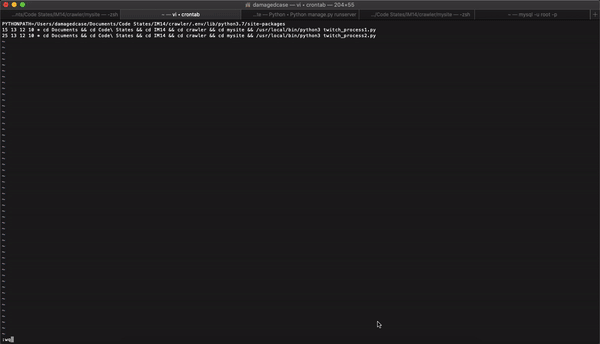 damagedcase — vi • crontab — 204×55
.../Code States/IM14/crawler/mysite — -zsh
~ — vi • crontab
...te — Python • Python manage.py runserver
.../Code States/IM14/crawler/mysite — -zsh
~ — mysql -u root -p
PYTHONPATH=/Users/damagedcase/Documents/Code States/IM14/crawler/.env/lib/python3.7/site-packages
15 13 12 10 * cd Documents && cd Code\ States && cd IM14 && cd crawler && cd mysite && /usr/local/bin/python3 twitch_process1.py
25 13 12 10 * cd Documents && cd Code\ States && cd IM14 && cd crawler && cd mysite && /usr/local/bin/python3 twitch_process2.py
:wq